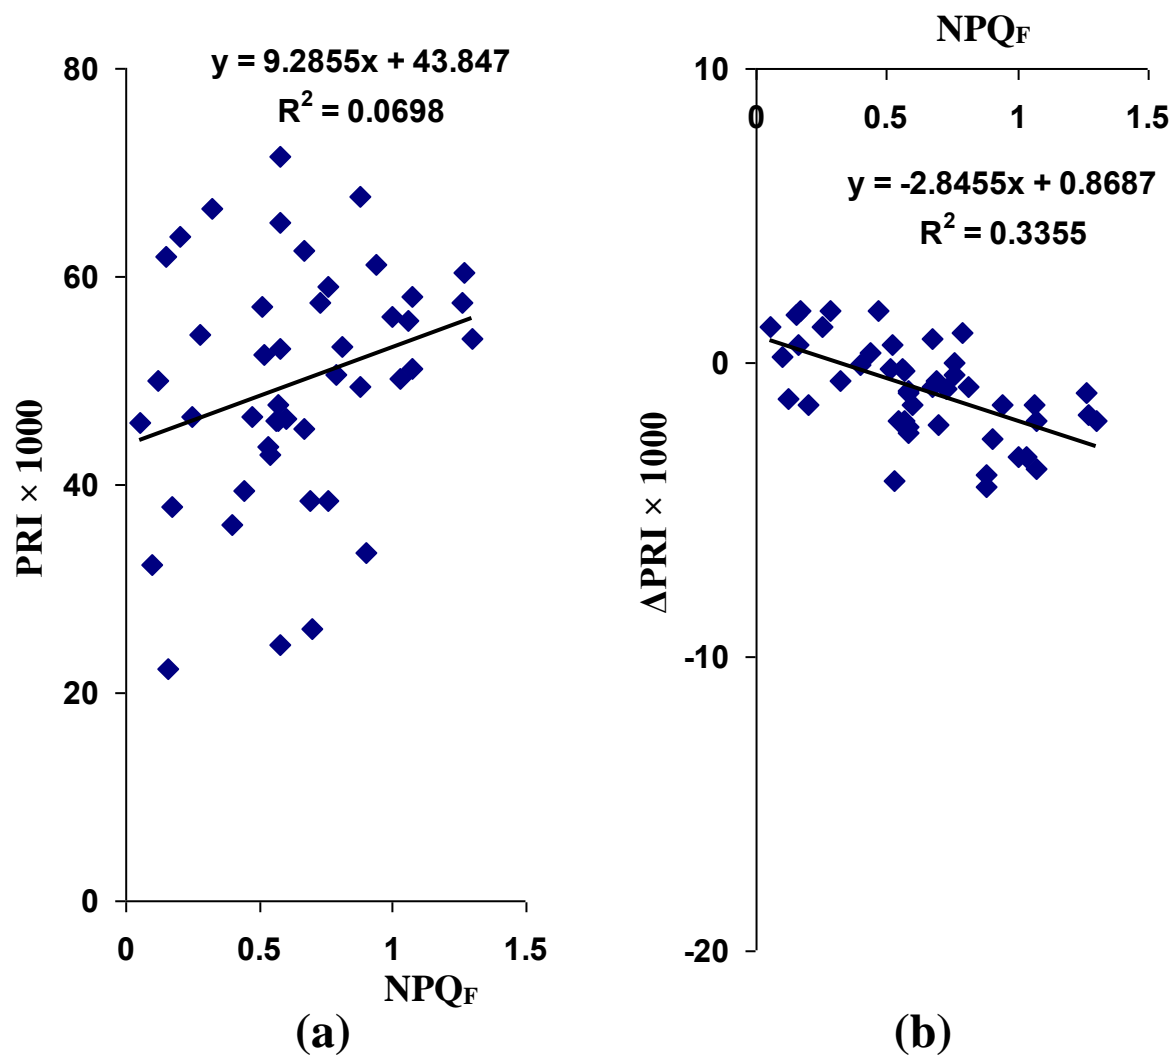 y = 9.2855x + 43.847
R² = 0.0698
80
60
40
20
0
PRI × 1000
0 0.5 1 1.5
NPQF
(a)
NPQF
10
0
-10
-20
0 0.5 1 1.5
y = -2.8455x + 0.8687
R² = 0.3355
ΔPRI × 1000
(b)